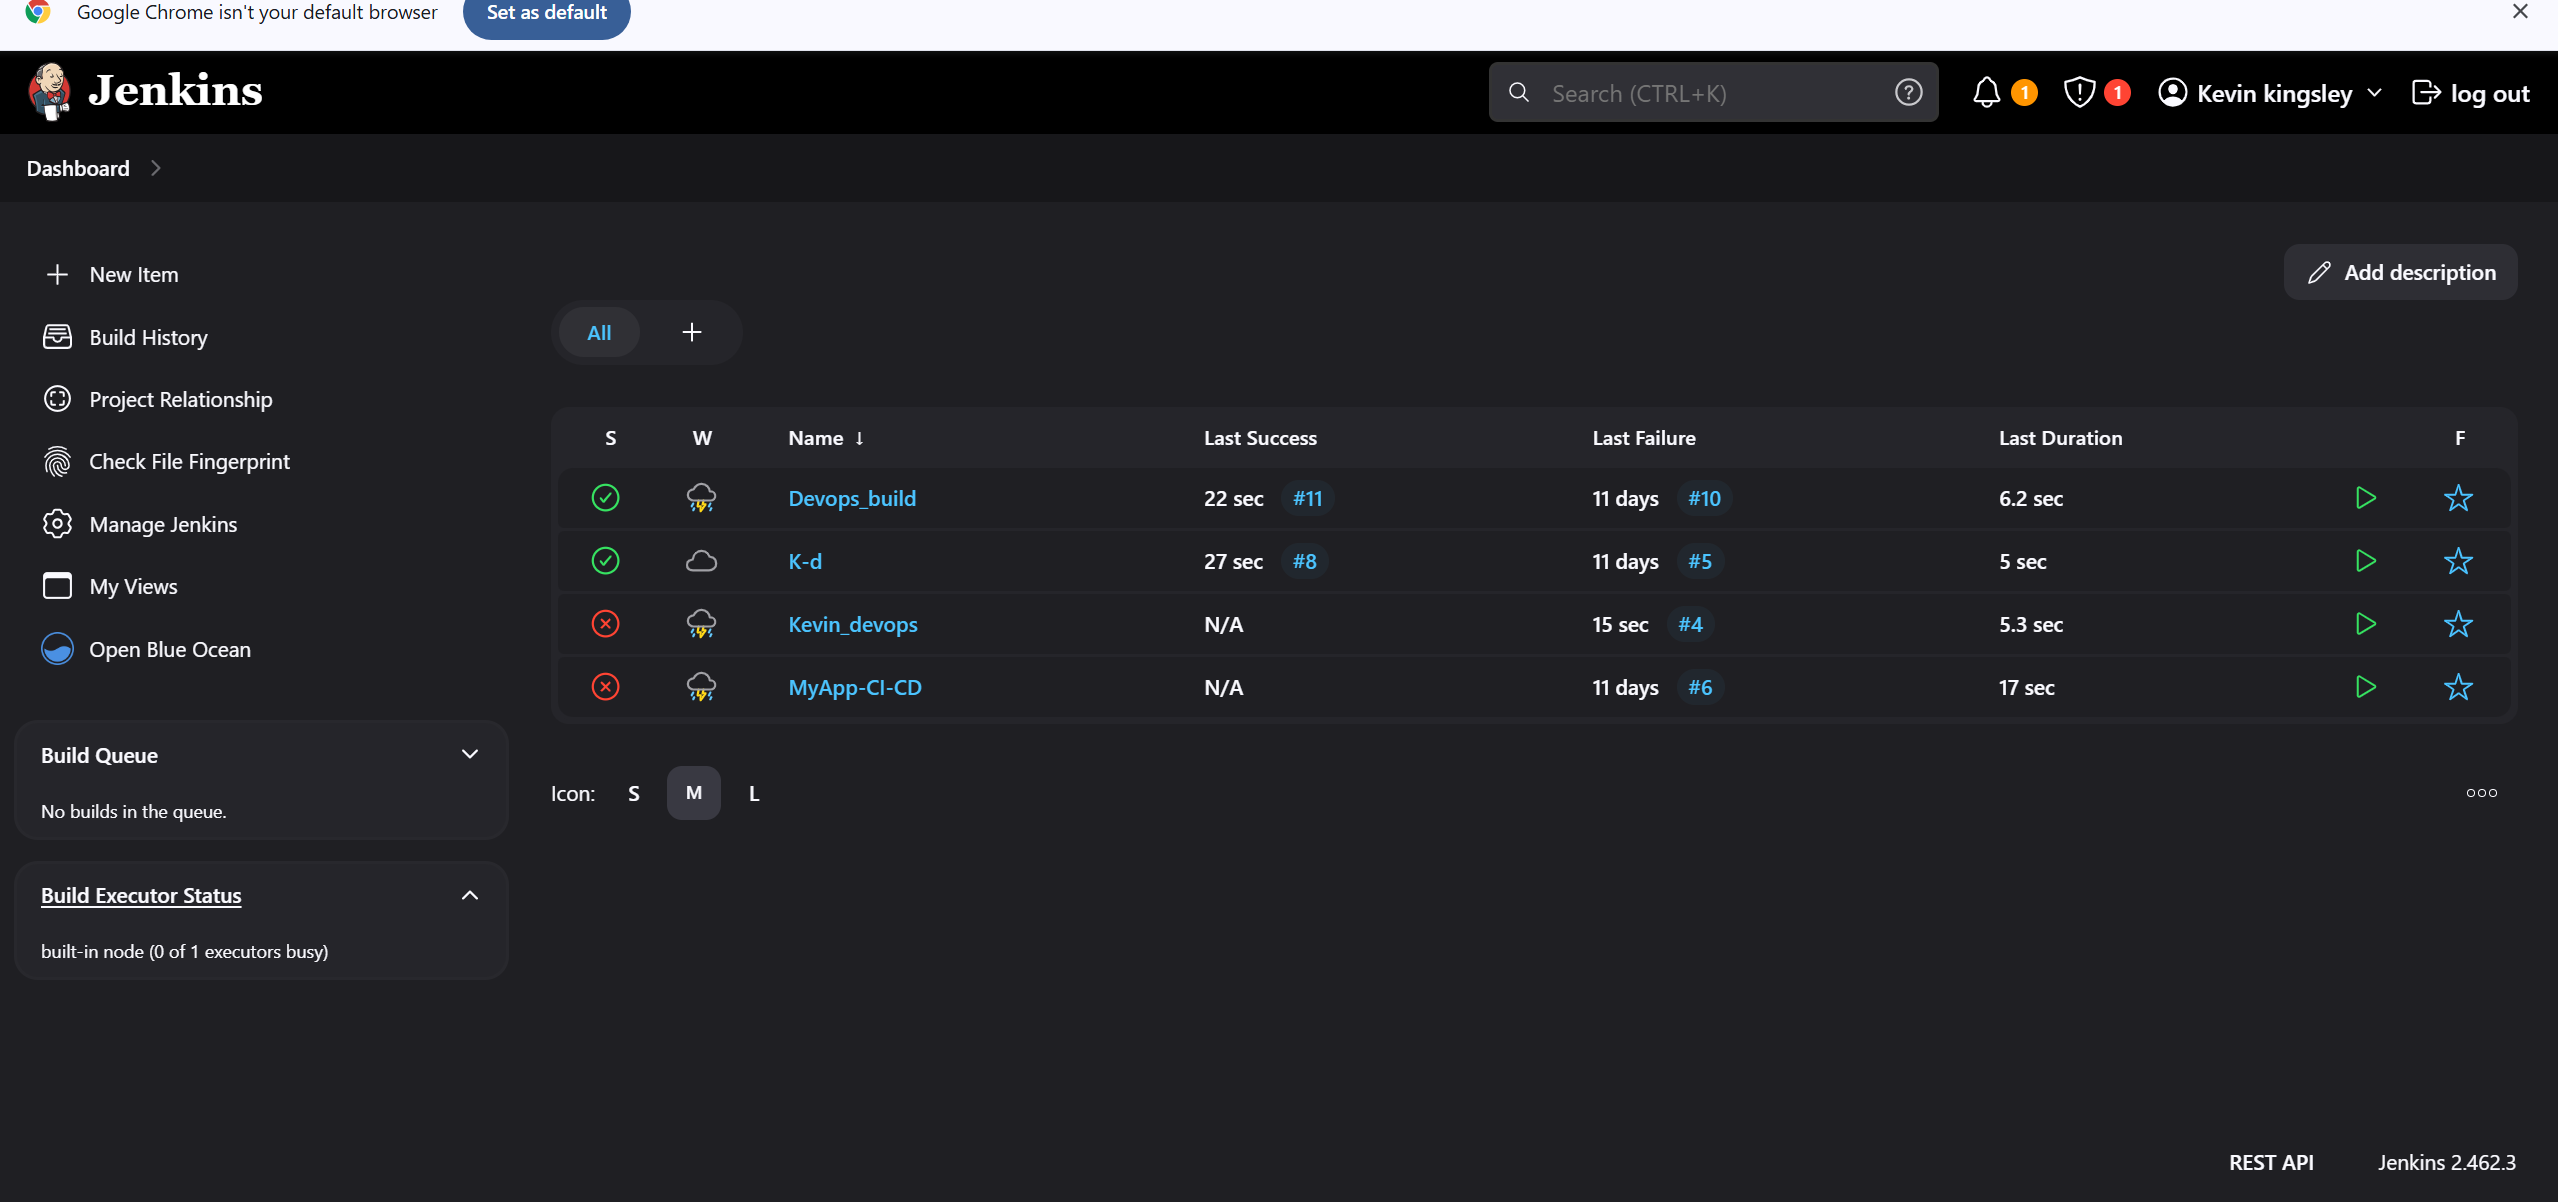 Google Chrome isn't your default browser Set as default
Jenkins Search (CTRL+K) 1 1 Kevin kingsley log out
Dashboard
New Item
Build History
Project Relationship
Check File Fingerprint
Manage Jenkins
My Views
Open Blue Ocean
Build Queue
No builds in the queue.
Build Executor Status
built-in node (0 of 1 executors busy)
Add description
All +
S W Name ↓ Last Success Last Failure Last Duration F
Devops_build 22 sec #11 11 days #10 6.2 sec
K-d 27 sec #8 11 days #5 5 sec
Kevin_devops N/A 15 sec #4 5.3 sec
MyApp-CI-CD N/A 11 days #6 17 sec
Icon: S M L
REST API Jenkins 2.462.3